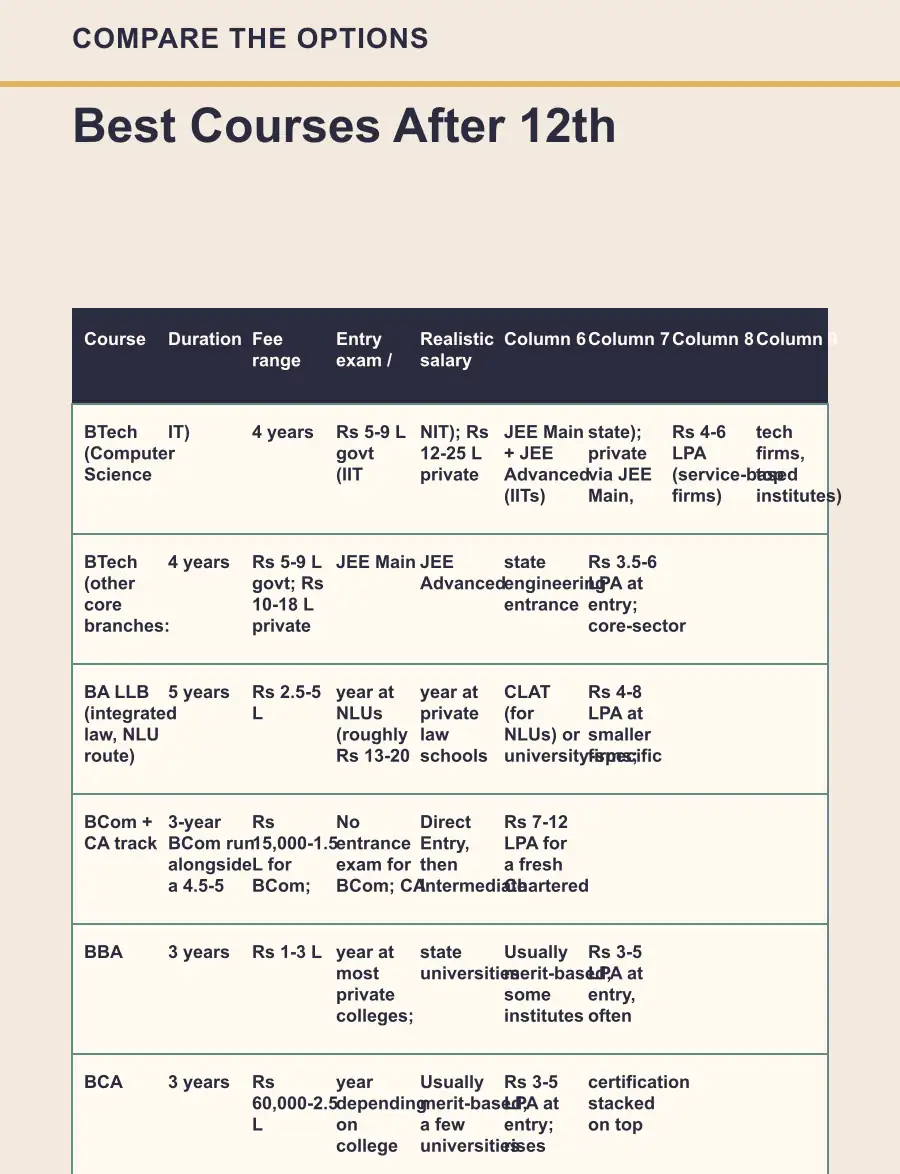 COMPARE THE OPTIONS
Best Courses After 12th
Course Duration Fee range Entry exam / Realistic salary Column 6 Column 7 Column 8 Column 9
BTech (Computer Science
IT)
4 years
Rs 5-9 L govt (IIT
NIT); Rs 12-25 L private
JEE Main + JEE Advanced (IITs)
state); private via JEE Main,
Rs 4-6 LPA (service-based firms)
tech firms, top institutes)
BTech (other core branches:
4 years
Rs 5-9 L govt; Rs 10-18 L private
JEE Main
JEE Advanced
state engineering entrance
Rs 3.5-6 LPA at entry; core-sector
BA LLB (integrated law, NLU route)
5 years
Rs 2.5-5 L
year at NLUs (roughly Rs 13-20
year at private law schools
CLAT (for NLUs) or university-specific
Rs 4-8 LPA at smaller firms;
BCom + CA track
3-year BCom run alongside a 4.5-5
Rs 15,000-1.5 L for BCom;
No entrance exam for BCom; CA
Direct Entry, then Intermediate
Rs 7-12 LPA for a fresh Chartered
BBA
3 years
Rs 1-3 L
year at most private colleges;
state universities
Usually merit-based; some institutes
Rs 3-5 LPA at entry, often
BCA
3 years
Rs 60,000-2.5 L
year depending on college
Usually merit-based, a few universities
Rs 3-5 LPA at entry; rises
certification stacked on top